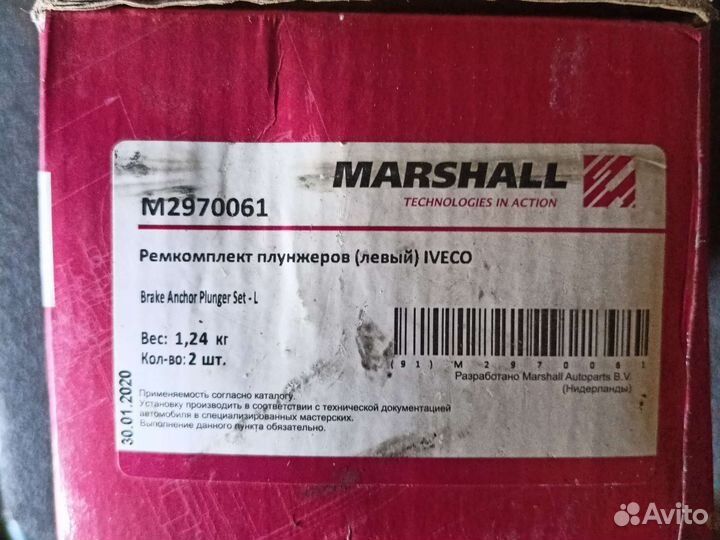 MARSHALL
TECHNOLOGIES IN ACTION
M2970061
Ремкомплект плунжеров (левый) IVECO
Brake Anchor Plunger Set - L
Вес: 1,24 кг
Кол-во: 2 шт.
(91) M2970061
Разработано Marshall Autoparts B.V.
(Нидерланды)
30.01.2020
Применяемость согласно каталогу.
Установку производить в соответствии с технической документацией
автомобиля в специализированных мастерских.
Выполнение данного пункта обязательно.
Avito